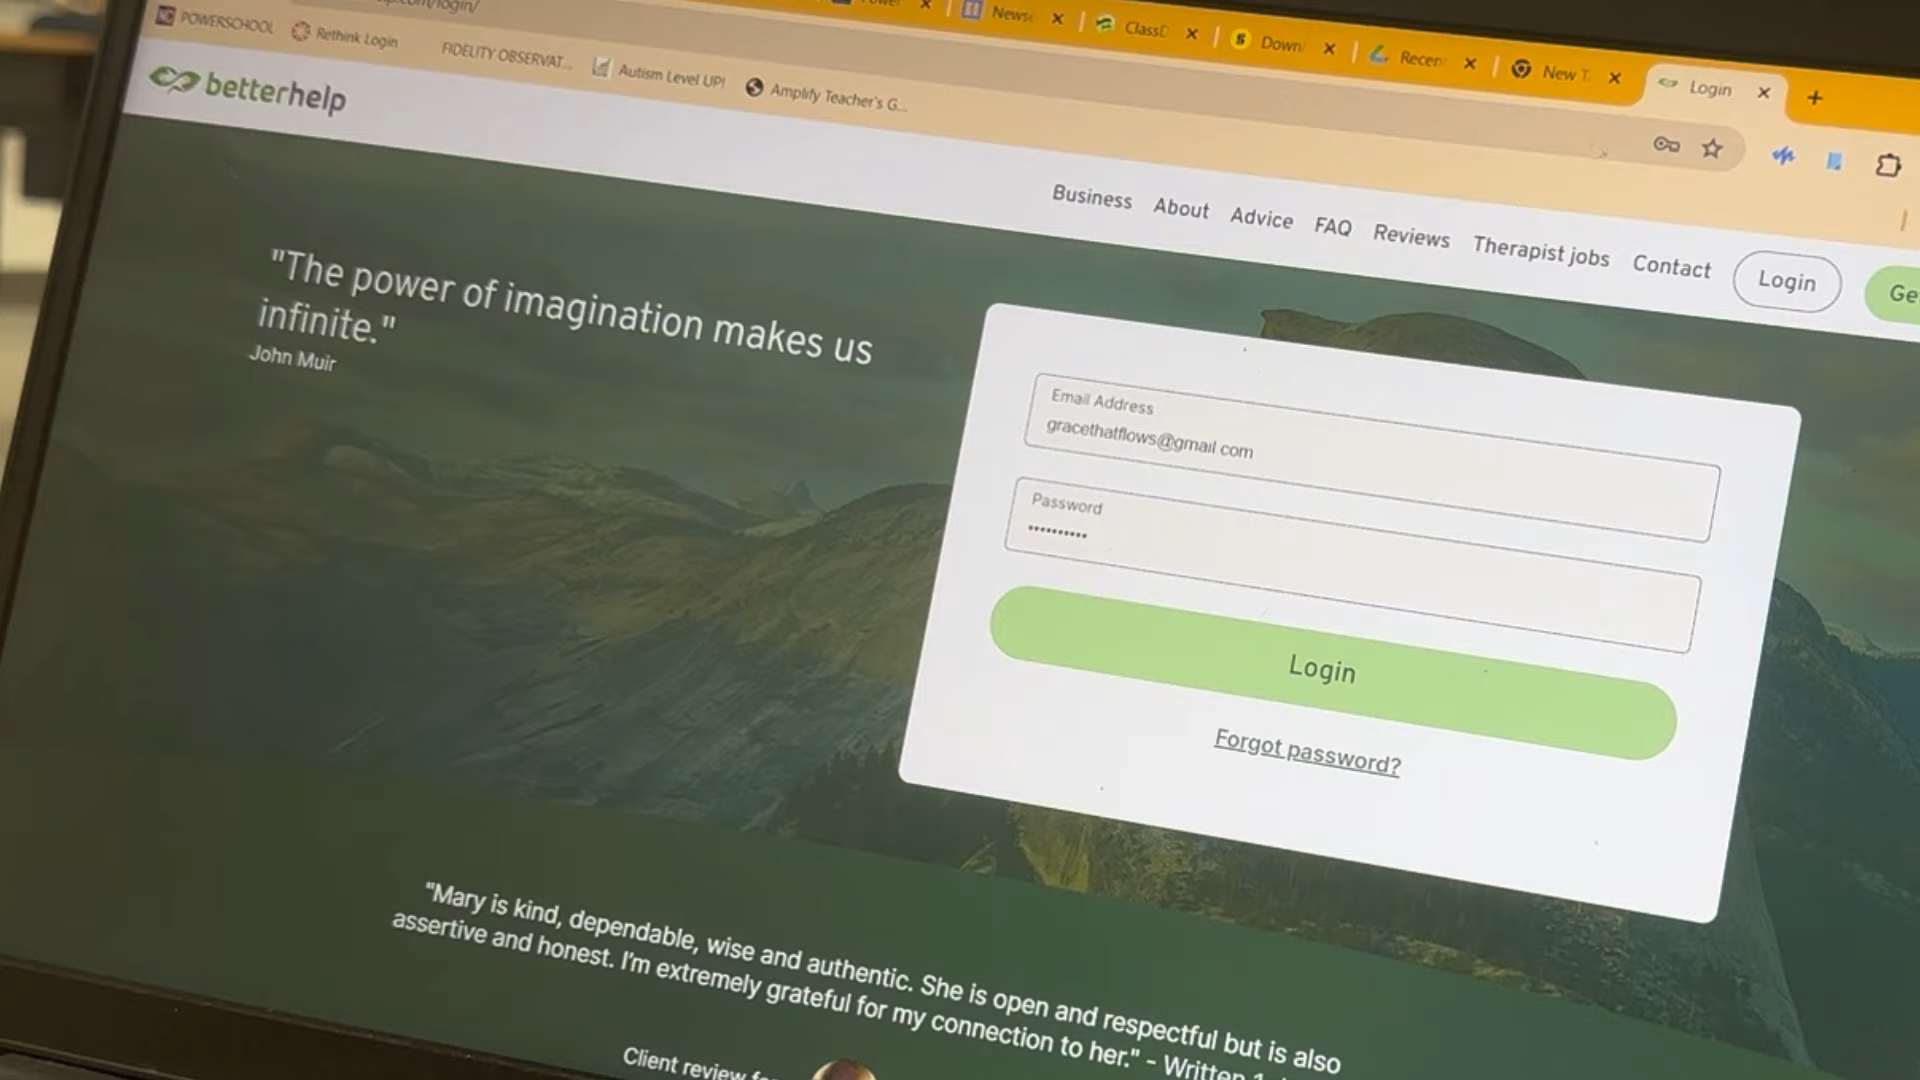 login/
Newse
ClassD
Down
Recen
New T
Login
POWERSCHOOL
Rethink Login
FIDELITY OBSERVAT...
Autism Level UP!
Amplify Teacher's G...
betterhelp
Business About Advice FAQ Reviews Therapist jobs Contact Login Ge
"The power of imagination makes us
infinite."
John Muir
Email Address
gracethatflows@gmail.com
Password
Login
Forgot password?
"Mary is kind, dependable, wise and authentic. She is open and respectful but is also
assertive and honest. I'm extremely grateful for my connection to her." - Written
Client review